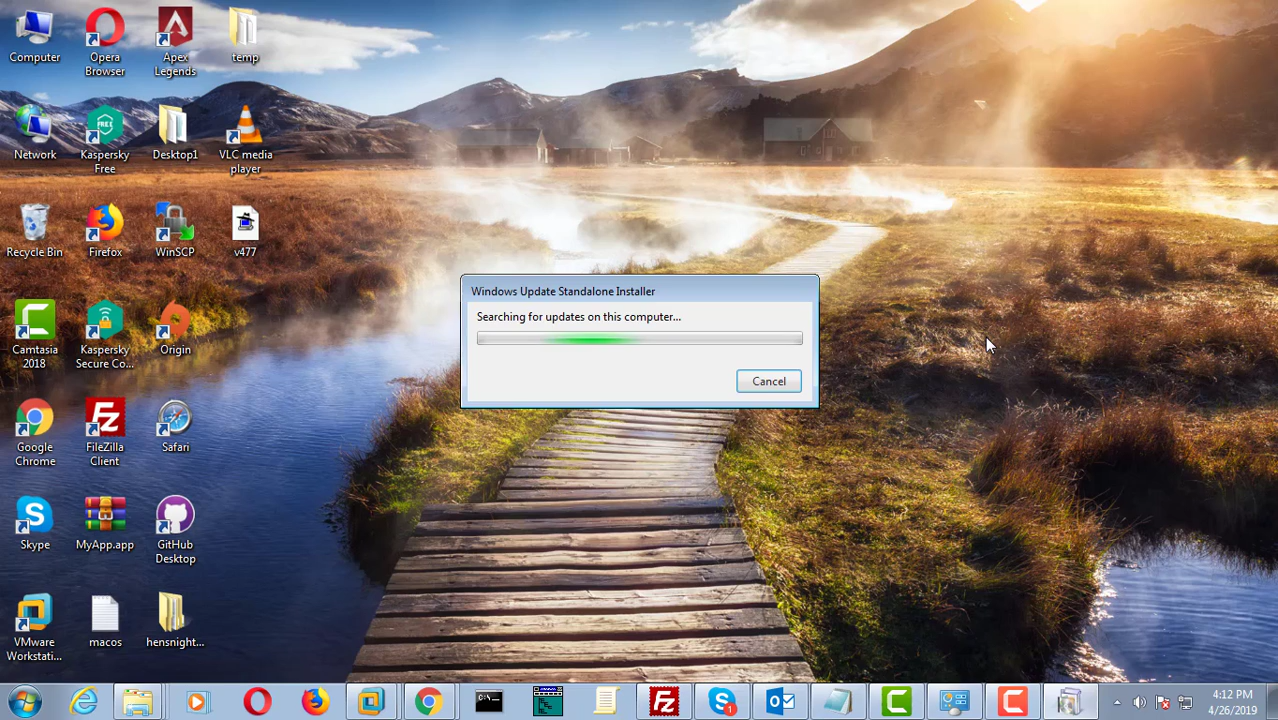 Computer
Opera
Browser
Apex
Legends
temp
Network
Kaspersky
Free
Desktop1
VLC media
player
Recycle Bin
Firefox
WinSCP
v477
Camtasia
2018
Kaspersky
Secure Co...
Origin
Google
Chrome
FileZilla
Client
Safari
Skype
MyApp.app
GitHub
Desktop
VMware
Workstati...
macos
hensnight...
Windows Update Standalone Installer
Searching for updates on this computer...
Cancel
FREE
1
4:12 PM
4/26/2019